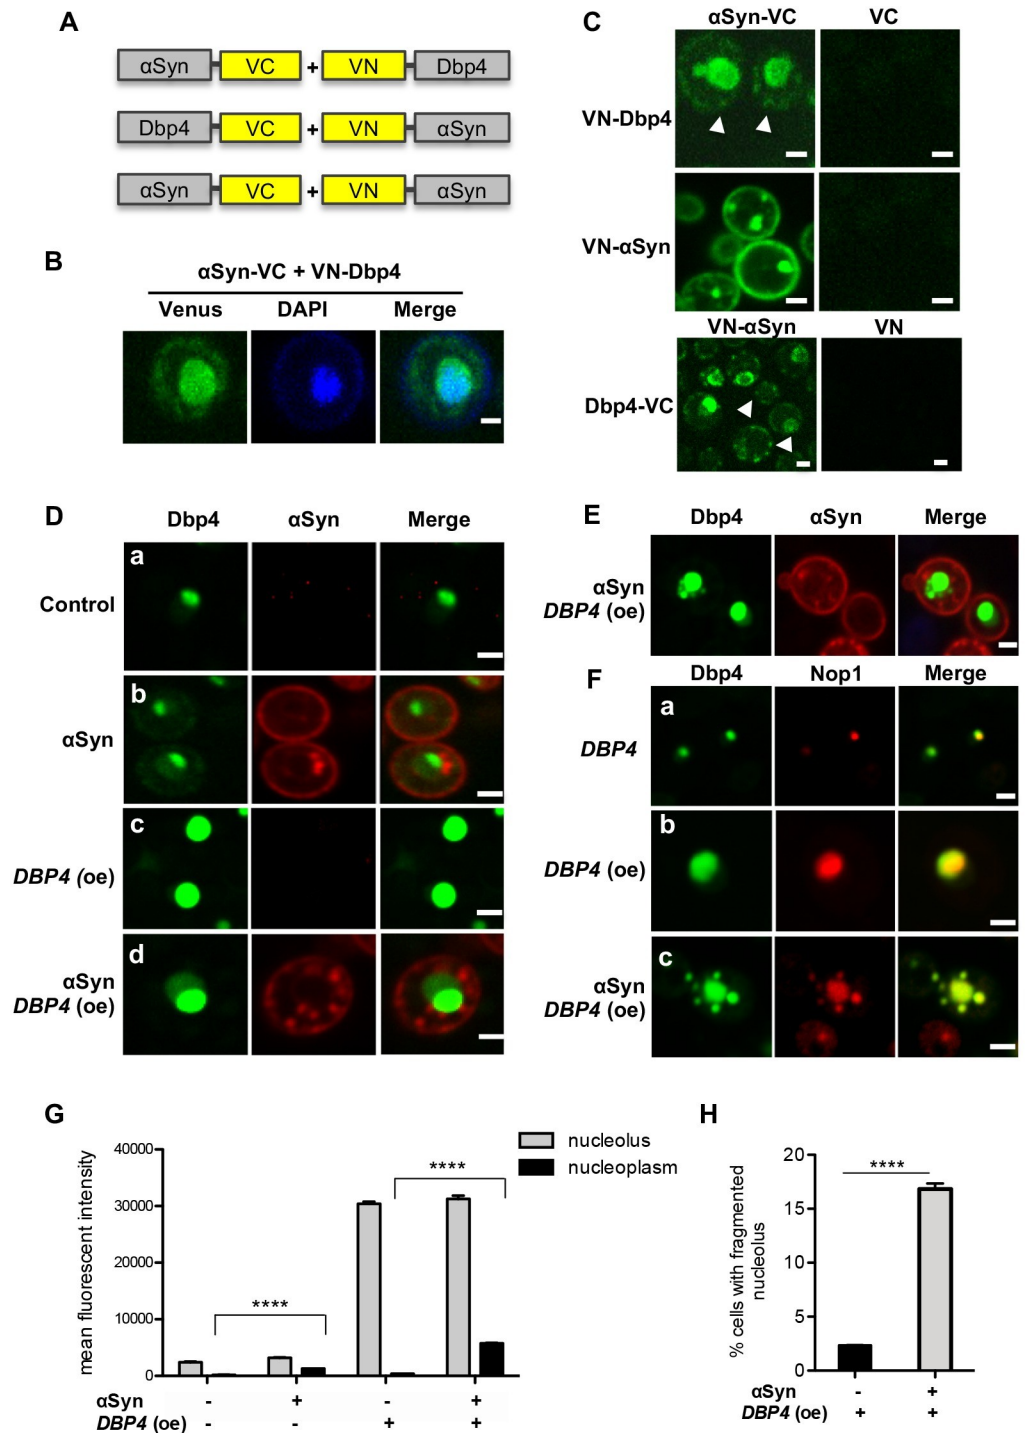 A
αSyn VC + VN Dbp4
Dbp4 VC + VN αSyn
αSyn VC + VN αSyn
B
αSyn-VC + VN-Dbp4
Venus DAPI Merge
C
αSyn-VC VC
VN-Dbp4
VN-αSyn
VN-αSyn VN
Dbp4-VC
D
Dbp4 αSyn Merge
a
Control
b
αSyn
c
DBP4 (oe)
d
αSyn
DBP4 (oe)
E
Dbp4 αSyn Merge
αSyn
DBP4 (oe)
F
Dbp4 Nop1 Merge
a
DBP4
b
DBP4 (oe)
c
αSyn
DBP4 (oe)
G
nucleolus
nucleoplasm
mean fluorescent intensity
40000
30000
20000
10000
0
****
****
αSyn - + - +
DBP4 (oe) - - + +
H
% cells with fragmented
nucleolus
20
15
10
5
0
****
αSyn - +
DBP4 (oe) + +